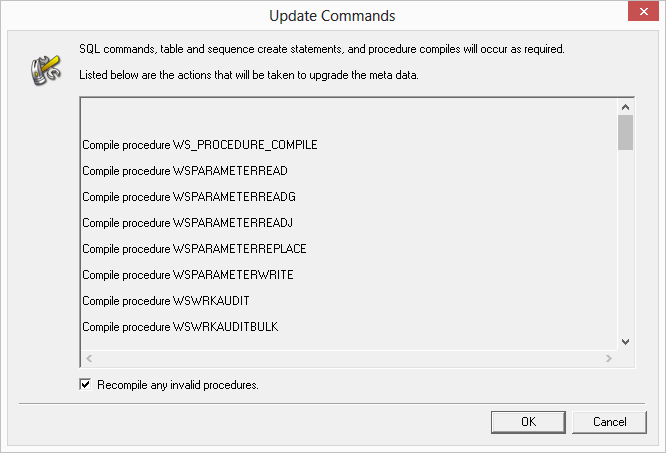 Update Commands
SQL commands, table and sequence create statements, and procedure compiles will occur as required.
Listed below are the actions that will be taken to upgrade the meta data.
Compile procedure WS_PROCEDURE_COMPILE
Compile procedure WSPARAMETERREAD
Compile procedure WSPARAMETERREADG
Compile procedure WSPARAMETERREADJ
Compile procedure WSPARAMETERREPLACE
Compile procedure WSPARAMETERWRITE
Compile procedure WSWRKAUDIT
Compile procedure WSWRKAUDITBULK
Recompile any invalid procedures.
OK
Cancel